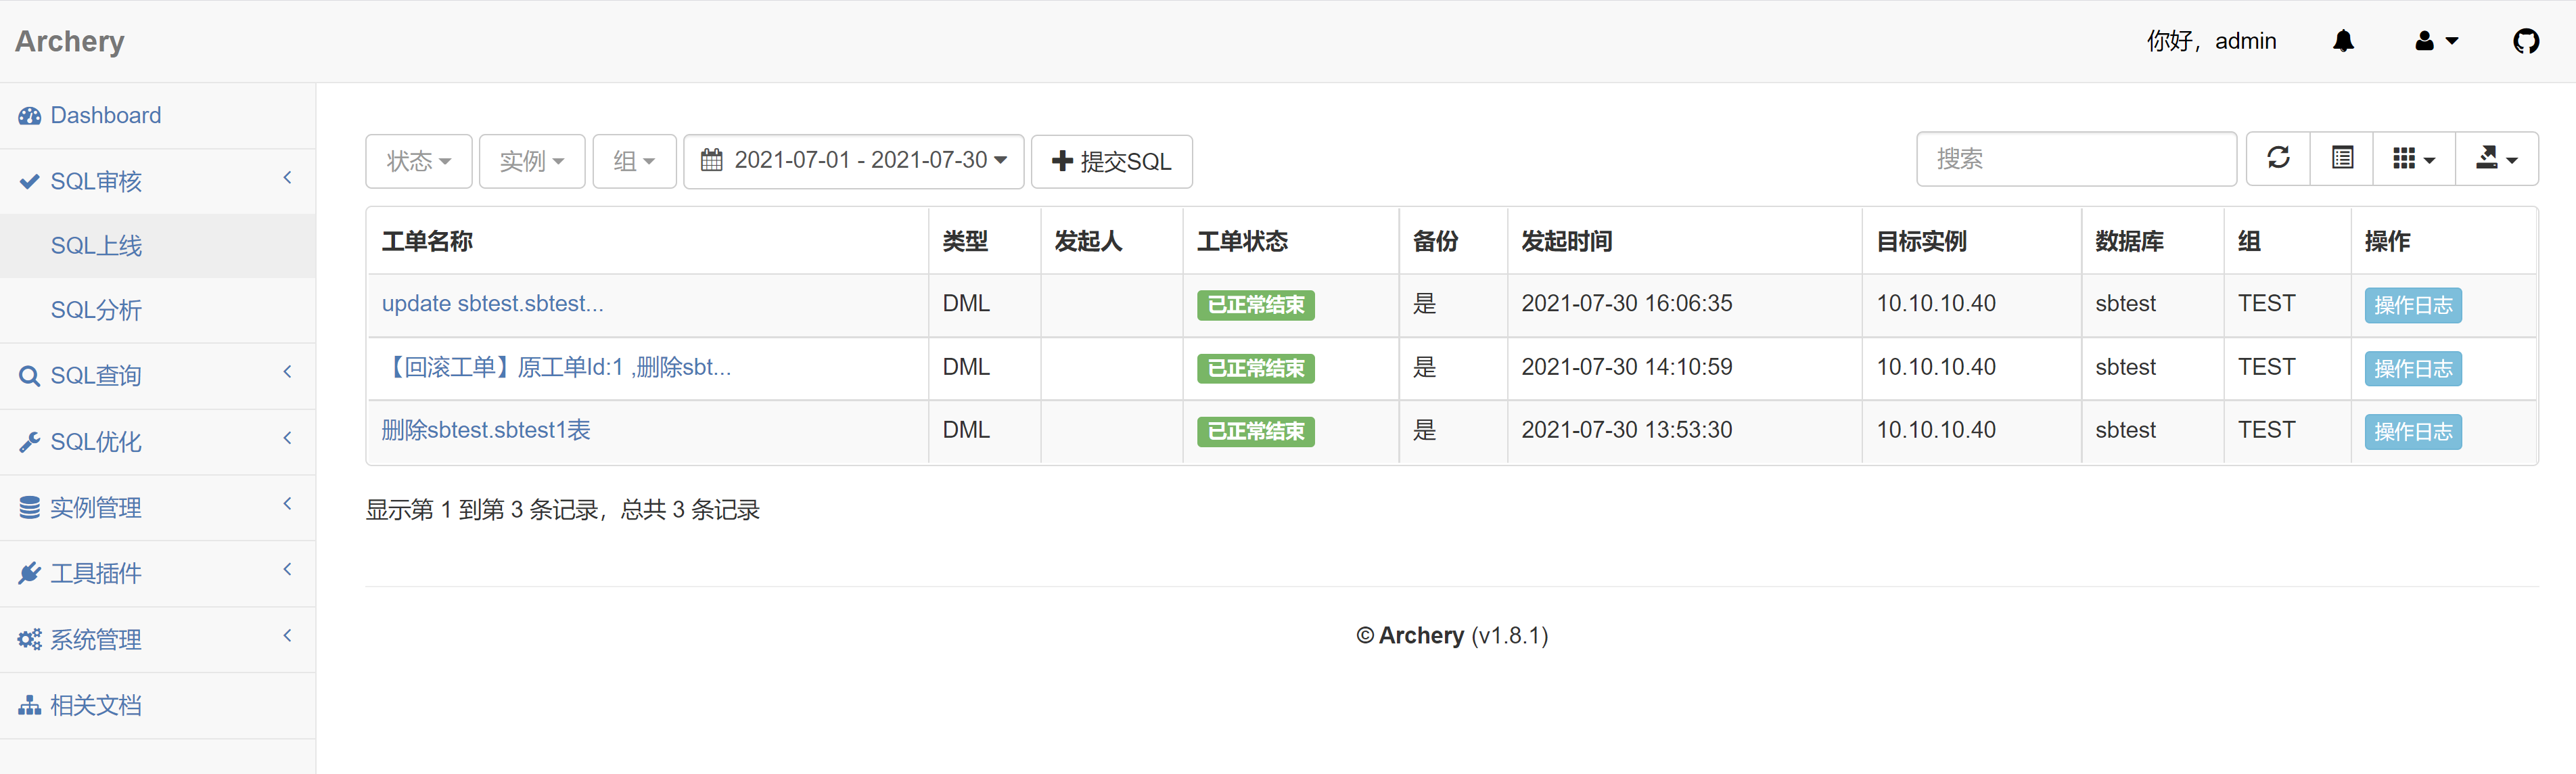 Archery
你好，admin
Dashboard
SQL审核
SQL上线
SQL分析
SQL查询
SQL优化
实例管理
工具插件
系统管理
相关文档
状态 实例 组 2021-07-01 - 2021-07-30 提交SQL 搜索
工单名称 类型 发起人 工单状态 备份 发起时间 目标实例 数据库 组 操作
update sbtest.sbtest... DML 已正常结束 是 2021-07-30 16:06:35 10.10.10.40 sbtest TEST 操作日志
【回滚工单】原工单Id:1 ,删除sbt... DML 已正常结束 是 2021-07-30 14:10:59 10.10.10.40 sbtest TEST 操作日志
删除sbtest.sbtest1表 DML 已正常结束 是 2021-07-30 13:53:30 10.10.10.40 sbtest TEST 操作日志
显示第 1 到第 3 条记录，总共 3 条记录
© Archery (v1.8.1)